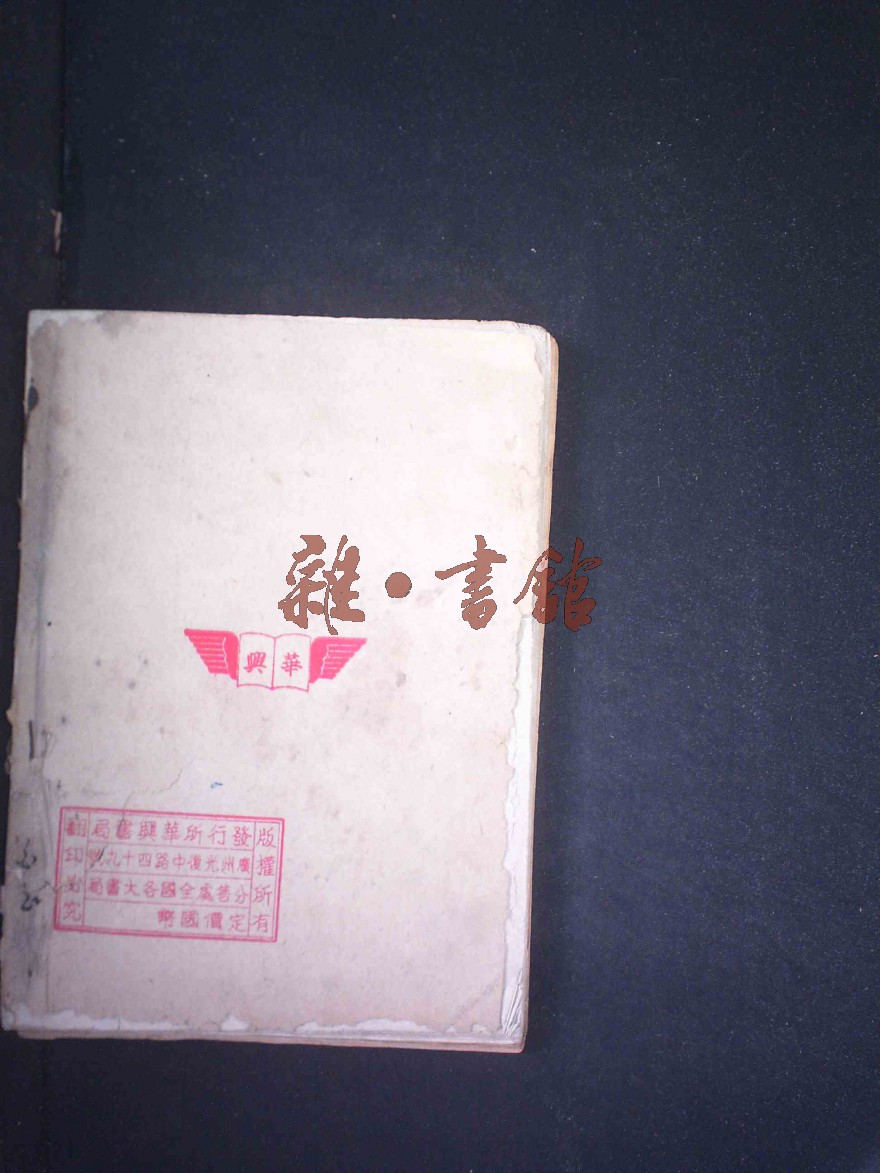 雜·書館
華興
版權所有
發行所華興書局
廣州光復中路四十九號
分售處全國各大書局
定價國幣
翻印必究